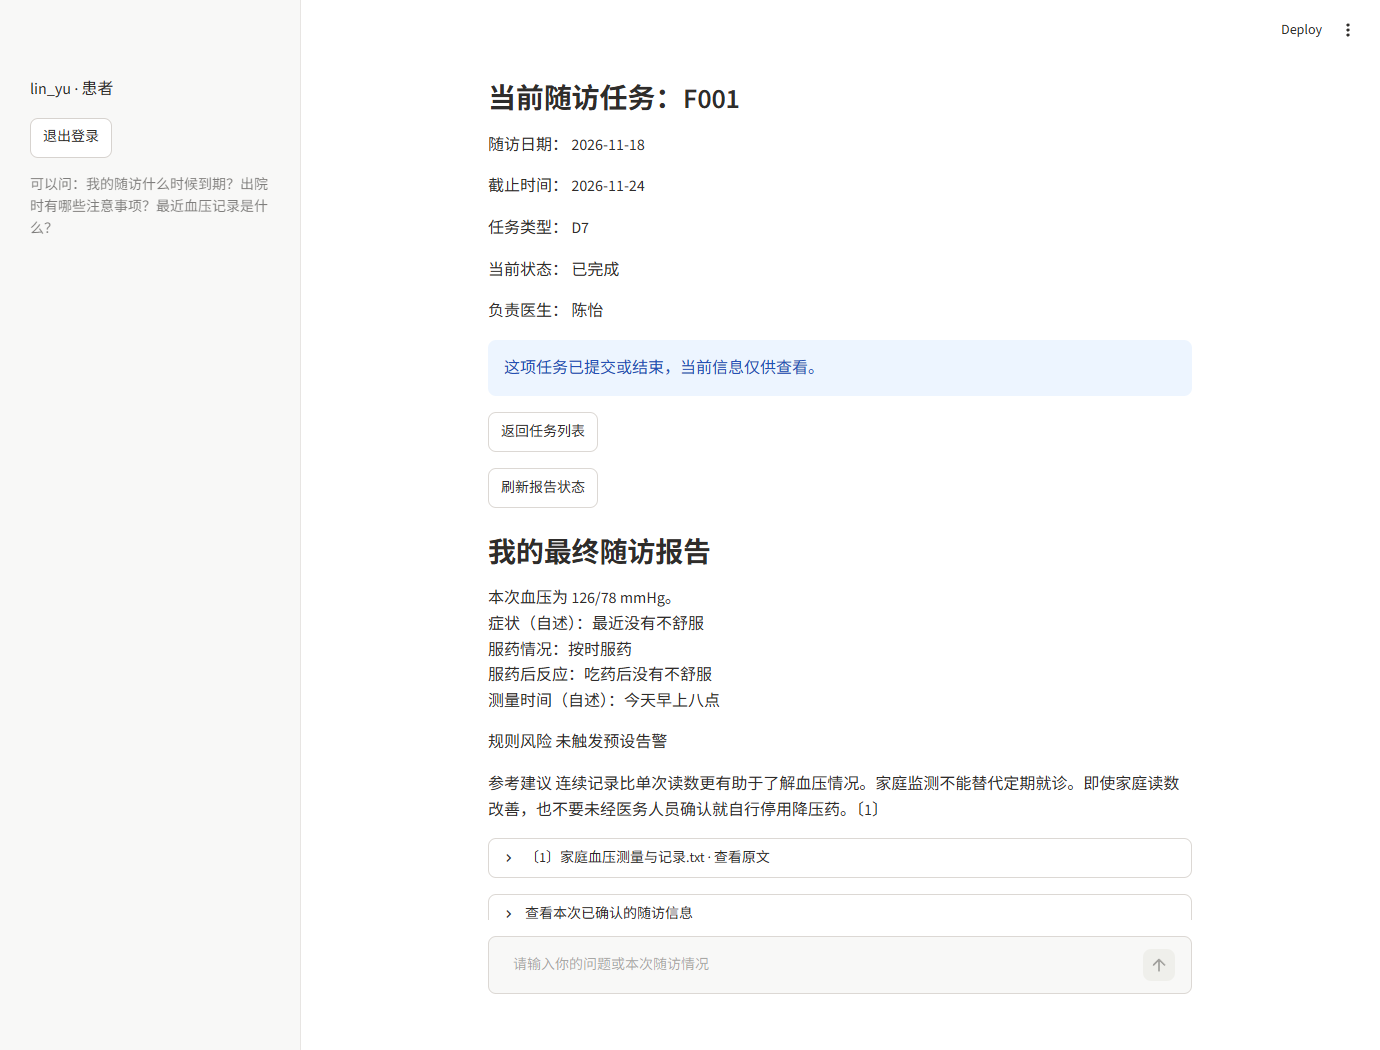 Deploy
lin_yu · 患者
退出登录
可以问：我的随访什么时候到期？出院
时有哪些注意事项？最近血压记录是什
么？
当前随访任务：F001
随访日期： 2026-11-18
截止时间： 2026-11-24
任务类型： D7
当前状态： 已完成
负责医生： 陈怡
这项任务已提交或结束，当前信息仅供查看。
返回任务列表
刷新报告状态
我的最终随访报告
本次血压为 126/78 mmHg。
症状（自述）：最近没有不舒服
服药情况：按时服药
服药后反应：吃药后没有不舒服
测量时间（自述）：今天早上八点
规则风险 未触发预设告警
参考建议 连续记录比单次读数更有助于了解血压情况。家庭监测不能替代定期就诊。即使家庭读数
改善，也不要未经医务人员确认就自行停用降压药。〔1〕
〔1〕家庭血压测量与记录.txt · 查看原文
查看本次已确认的随访信息
请输入你的问题或本次随访情况